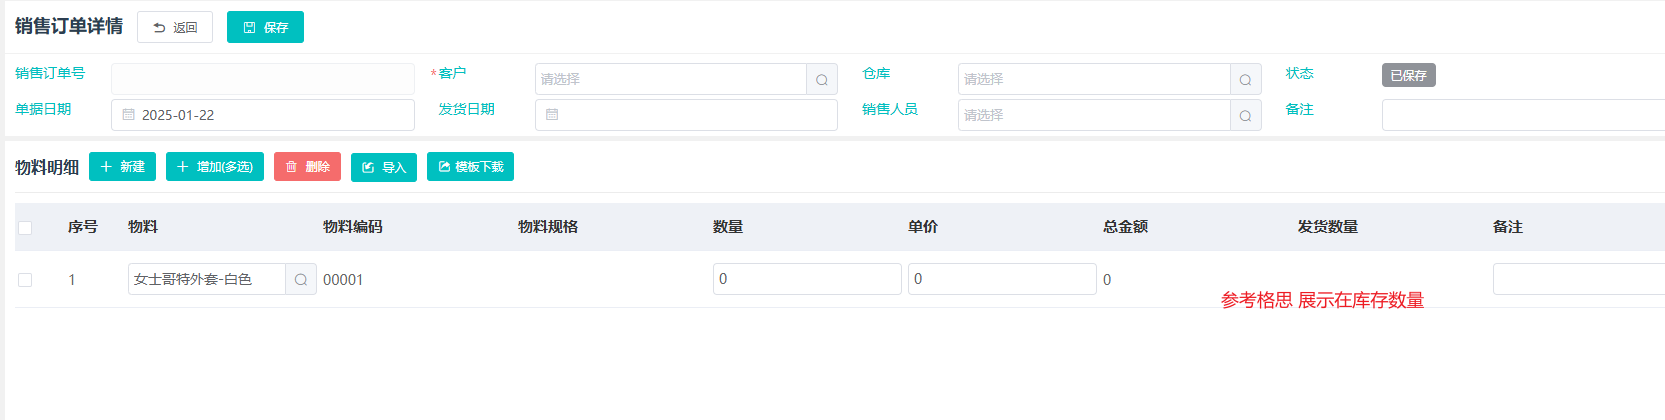 销售订单详情 返回 保存
销售订单号 *客户 请选择 仓库 请选择 状态 已保存
单据日期 2025-01-22 发货日期 销售人员 请选择 备注
物料明细 新建 增加(多选) 删除 导入 模板下载
序号 物料 物料编码 物料规格 数量 单价 总金额 发货数量 备注
1 女士哥特外套-白色 00001 0 0 0
参考格思 展示在库存数量